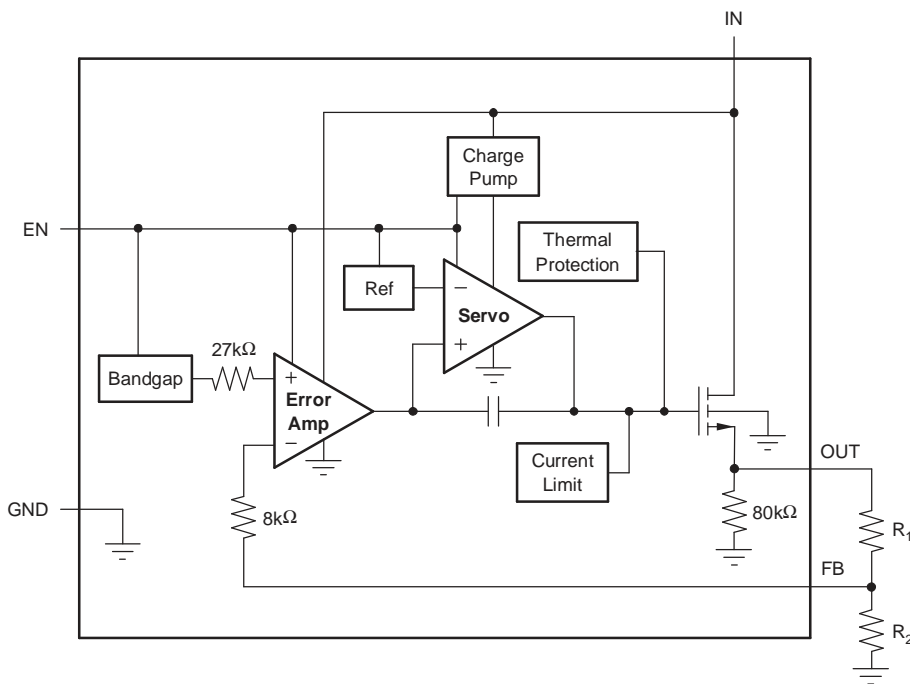 IN
Charge
Pump
EN
Thermal
Protection
Ref
−
Servo
+
27kΩ
Bandgap
+
Error
Amp
−
Current
Limit
OUT
GND
8kΩ
80kΩ
R1
FB
R2